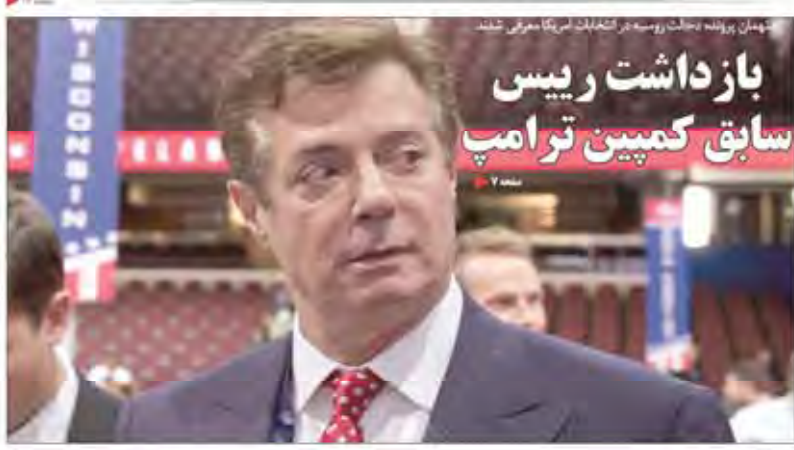 متهمان پرونده دخالت روسیه در انتخابات آمریکا معرفی شدند
بازداشت رییس
سابق کمپین ترامپ
صفحه ۷
WISCONSIN